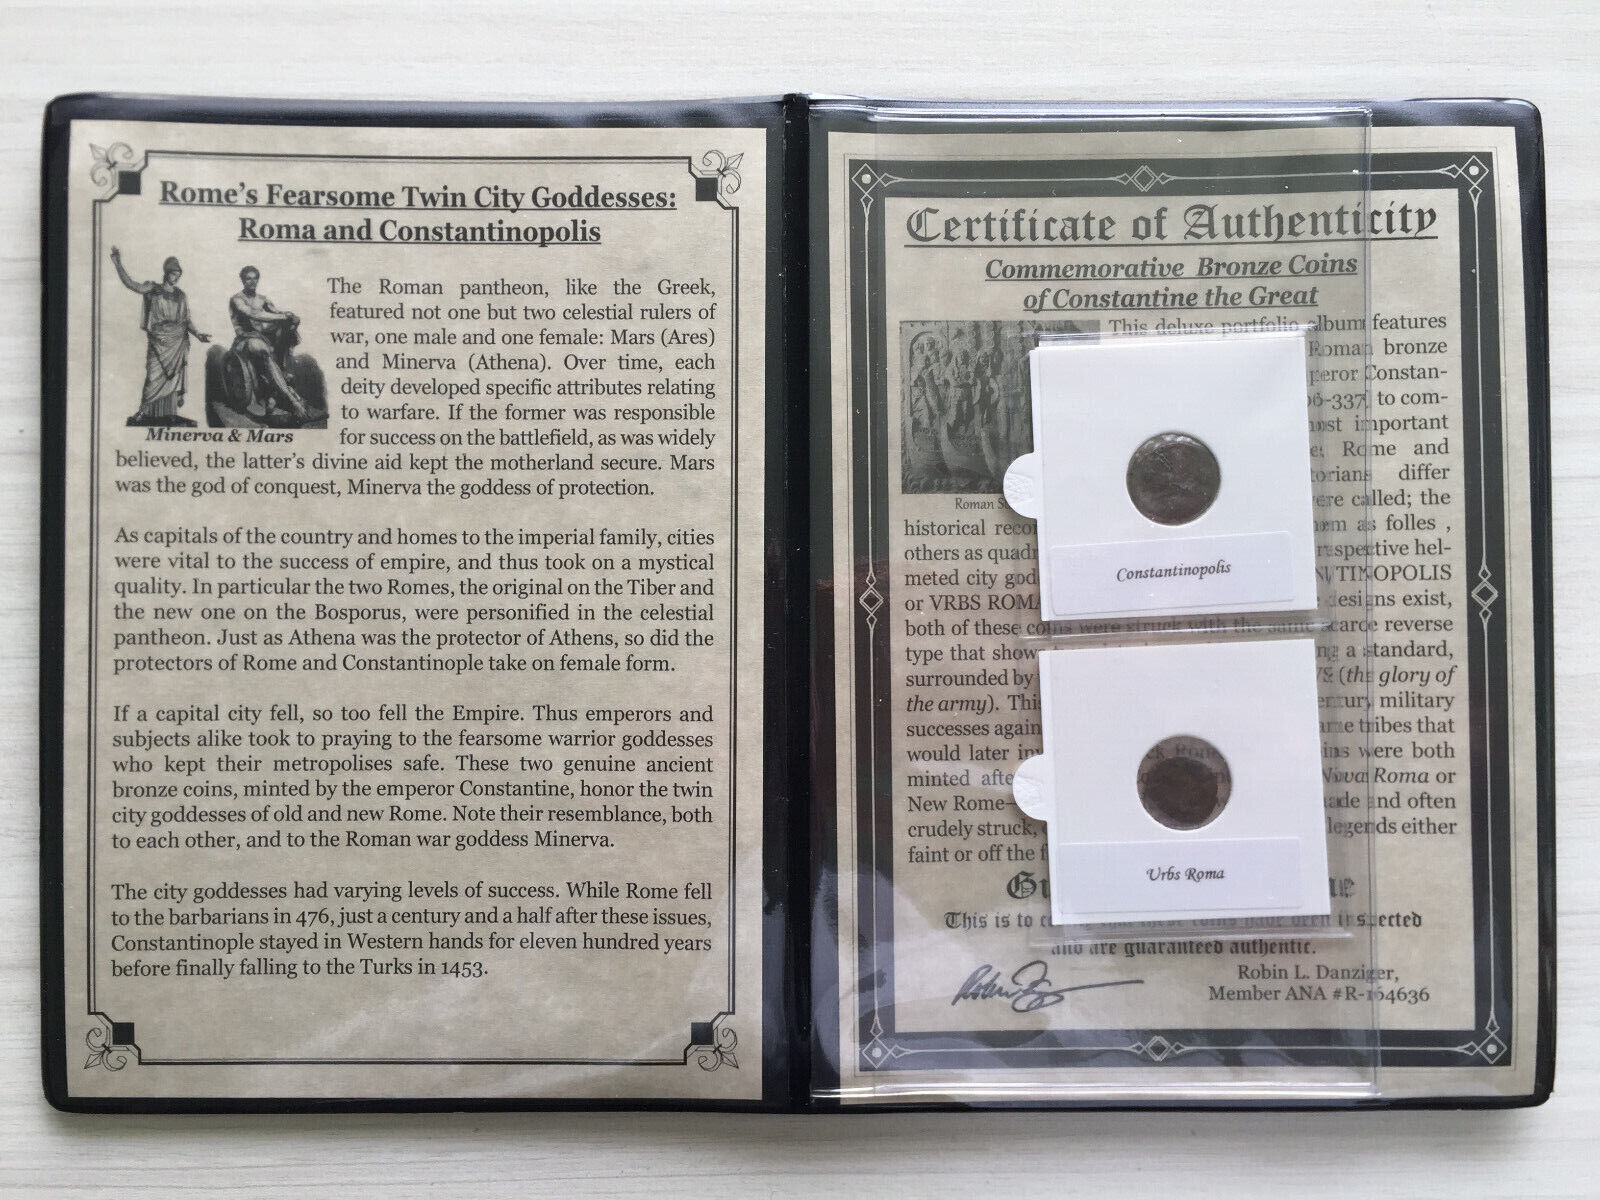 Rome's Fearsome Twin City Goddesses:
Roma and Constantinopolis
The Roman pantheon, like the Greek,
featured not one but two celestial rulers of
war, one male and one female: Mars (Ares)
and Minerva (Athena). Over time, each
deity developed specific attributes relating
to warfare. If the former was responsible
Minerva & Mars
for success on the battlefield, as was widely
believed, the latter's divine aid kept the motherland secure. Mars
was the god of conquest, Minerva the goddess of protection.
As capitals of the country and homes to the imperial family, cities
were vital to the success of empire, and thus took on a mystical
quality. In particular the two Romes, the original on the Tiber and
the new one on the Bosporus, were personified in the celestial
pantheon. Just as Athena was the protector of Athens, so did the
protectors of Rome and Constantinople take on female form.
If a capital city fell, so too fell the Empire. Thus emperors and
subjects alike took to praying to the fearsome warrior goddesses
who kept their metropolises safe. These two genuine ancient
bronze coins, minted by the emperor Constantine, honor the twin
city goddesses of old and new Rome. Note their resemblance, both
to each other, and to the Roman war goddess Minerva.
The city goddesses had varying levels of success. While Rome fell
to the barbarians in 476, just a century and a half after these issues,
Constantinople stayed in Western hands for eleven hundred years
before finally falling to the Turks in 1453.
Certificate of Authenticity
Commemorative Bronze Coins
of Constantine the Great
This deluxe portfolio album features
Roman bronze
Constan-
to com-
important
Rome and
differ
called; the
Roman
as folles ,
historical
others as
respective hel-
meted city
or VRBS ROMA
designs exist,
both of these coins were struck with the same scarce reverse
type that
a standard,
surrounded by
(the glory of
the army).
military
successes
tribes that
would later
were both
minted
Nova Roma or
New Rome—
and often
crudely struck,
legends either
faint or off the
This is to
these coins have been inspected
and are guaranteed authentic.
Robin L. Danziger,
Member ANA #R-164636
Constantinopolis
Urbs Roma